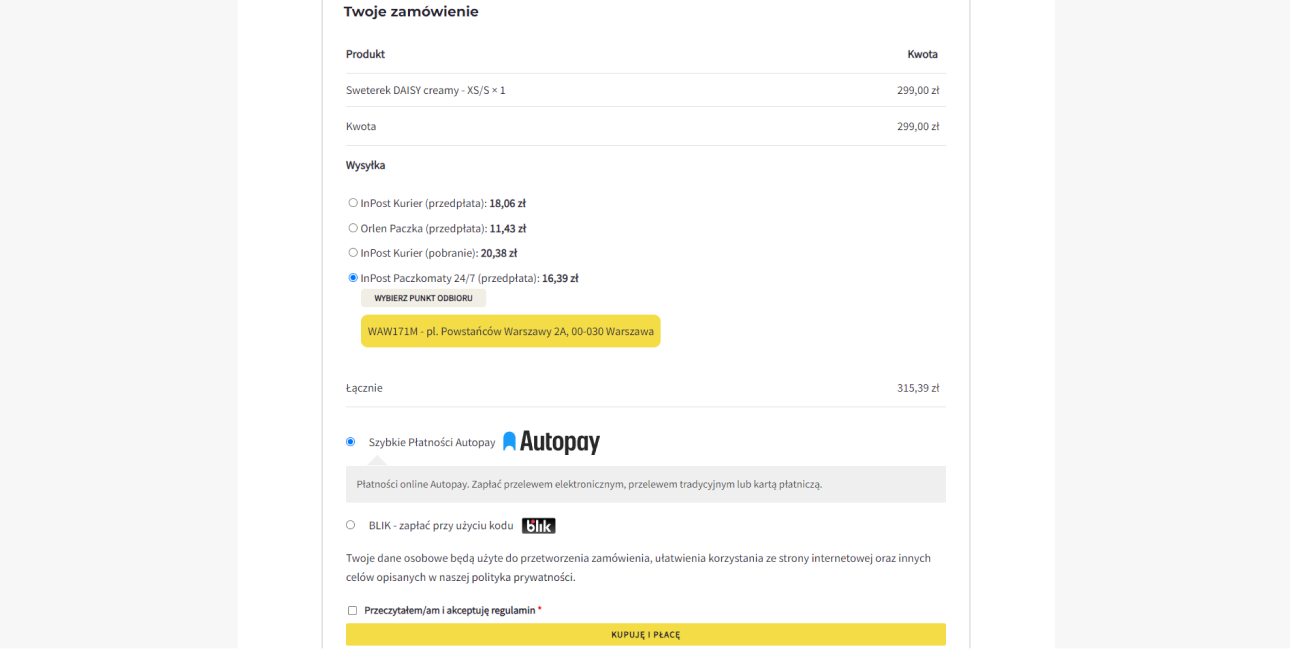 Twoje zamówienie
Produkt Kwota
Sweterek DAISY creamy - XS/S × 1 299,00 zł
Kwota 299,00 zł
Wysyłka
InPost Kurier (przedpłata): 18,06 zł
Orlen Paczka (przedpłata): 11,43 zł
InPost Kurier (pobranie): 20,38 zł
InPost Paczkomaty 24/7 (przedpłata): 16,39 zł
WYBIERZ PUNKT ODBIORU
WAW171M - pl. Powstańców Warszawy 2A, 00-030 Warszawa
Łącznie 315,39 zł
Szybkie Płatności Autopay Autopay
Płatności online Autopay. Zapłać przelewem elektronicznym, przelewem tradycyjnym lub kartą płatniczą.
BLIK - zapłać przy użyciu kodu blik
Twoje dane osobowe będą użyte do przetworzenia zamówienia, ułatwienia korzystania ze strony internetowej oraz innych
celów opisanych w naszej polityka prywatności.
Przeczytałem/am i akceptuję regulamin *
KUPUJĘ I PŁACĘ